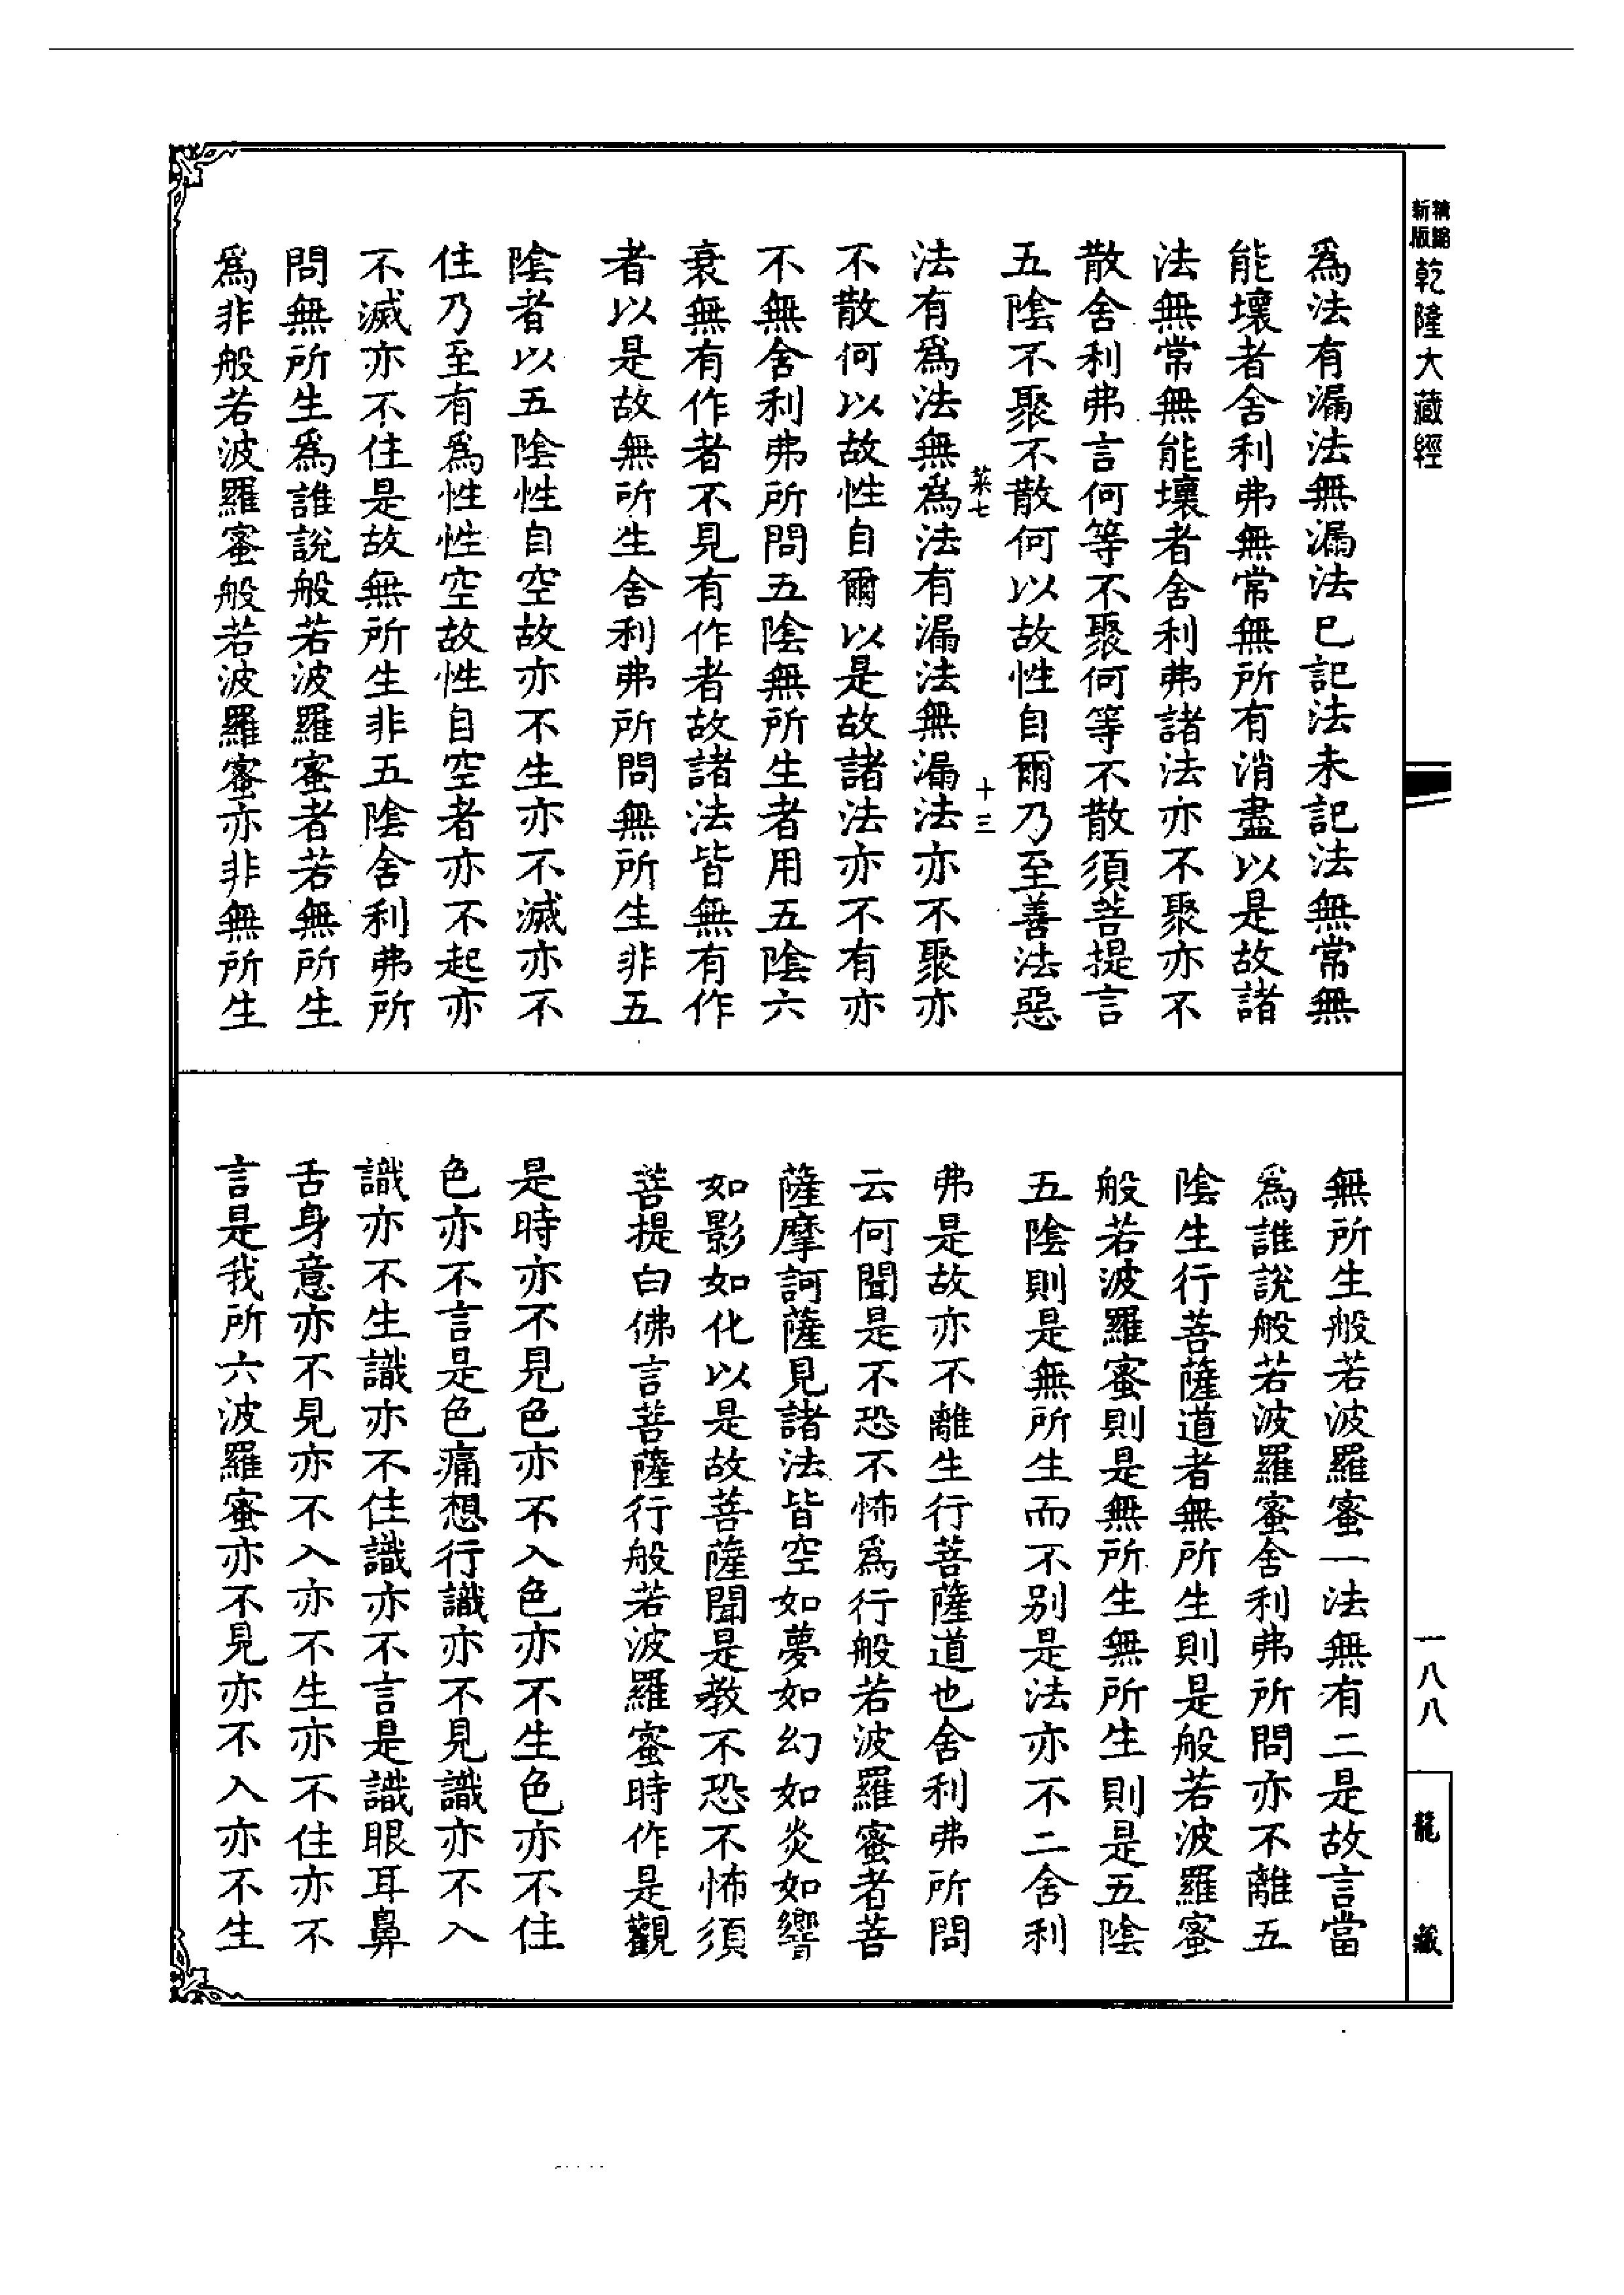 新版
精縮
乾隆大藏經
爲法有漏法無漏法巳記法未記法無常無
能壞者舍利弗無常無所有消盡以是故諸
法無常無能壞者舍利弗諸法亦不聚亦不
散舍利弗言何等不聚何等不散須菩提言
五陰不聚不散何以故性自爾乃至善法惡
菜七
十三
法有爲法無爲法有漏法無漏法亦不聚亦
不散何以故性自爾以是故諸法亦不有亦
不無舍利弗所問五陰無所生者用五陰六
衰無有作者不見有作者故諸法皆無有作
者以是故無所生舍利弗所問無所生非五
陰者以五陰性自空故亦不生亦不滅亦不
住乃至有爲性性空故性自空者亦不起亦
不滅亦不住是故無所生非五陰舍利弗所
問無所生爲誰說般若波羅蜜者若無所生
爲非般若波羅蜜般若波羅蜜亦非無所生
無所生般若波羅蜜一法無有二是故言當
爲誰說般若波羅蜜舍利弗所問亦不離五
陰生行菩薩道者無所生則是般若波羅蜜
般若波羅蜜則是無所生無所生則是五陰
五陰則是無所生而不别是法亦不二舍利
弗是故亦不離生行菩薩道也舍利弗所問
云何聞是不恐不怖爲行般若波羅蜜者菩
薩摩訶薩見諸法皆空如夢如幻如炎如響
如影如化以是故菩薩聞是教不恐不怖須
菩提白佛言菩薩行般若波羅蜜時作是觀
是時亦不見色亦不入色亦不生色亦不住
色亦不言是色痛想行識亦不見識亦不入
識亦不生識亦不住識亦不言是識眼耳鼻
舌身意亦不見亦不入亦不生亦不住亦不
言是我所六波羅蜜亦不見亦不入亦不生
一八八
龍藏